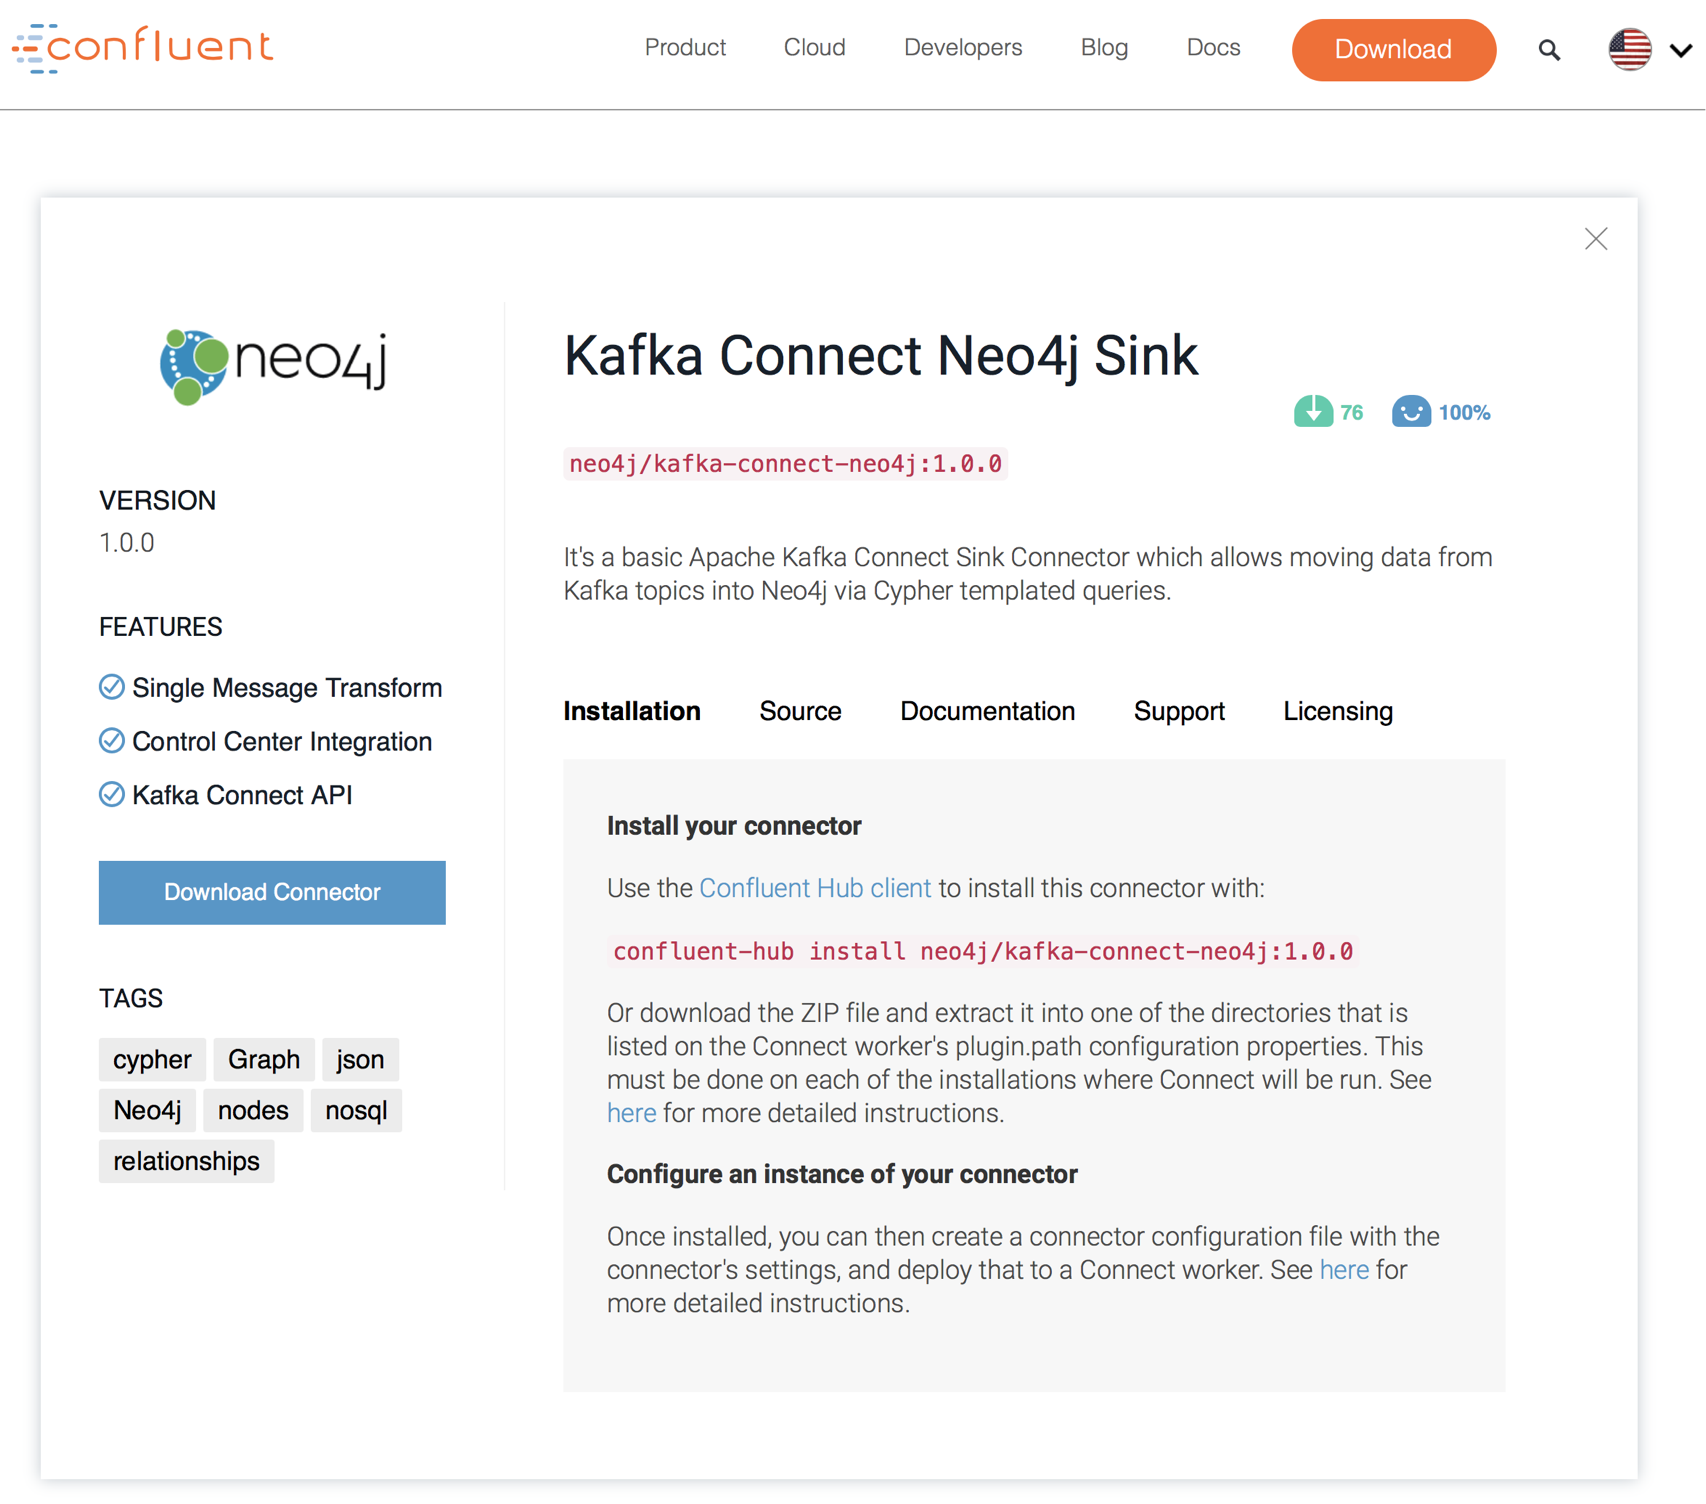 confluent
Product Cloud Developers Blog Docs Download
neo4j
VERSION
1.0.0
FEATURES
Single Message Transform
Control Center Integration
Kafka Connect API
Download Connector
TAGS
cypher Graph json
Neo4j nodes nosql
relationships
Kafka Connect Neo4j Sink
76 100%
neo4j/kafka-connect-neo4j:1.0.0
It's a basic Apache Kafka Connect Sink Connector which allows moving data from
Kafka topics into Neo4j via Cypher templated queries.
Installation Source Documentation Support Licensing
Install your connector
Use the Confluent Hub client to install this connector with:
confluent-hub install neo4j/kafka-connect-neo4j:1.0.0
Or download the ZIP file and extract it into one of the directories that is
listed on the Connect worker's plugin.path configuration properties. This
must be done on each of the installations where Connect will be run. See
here for more detailed instructions.
Configure an instance of your connector
Once installed, you can then create a connector configuration file with the
connector's settings, and deploy that to a Connect worker. See here for
more detailed instructions.